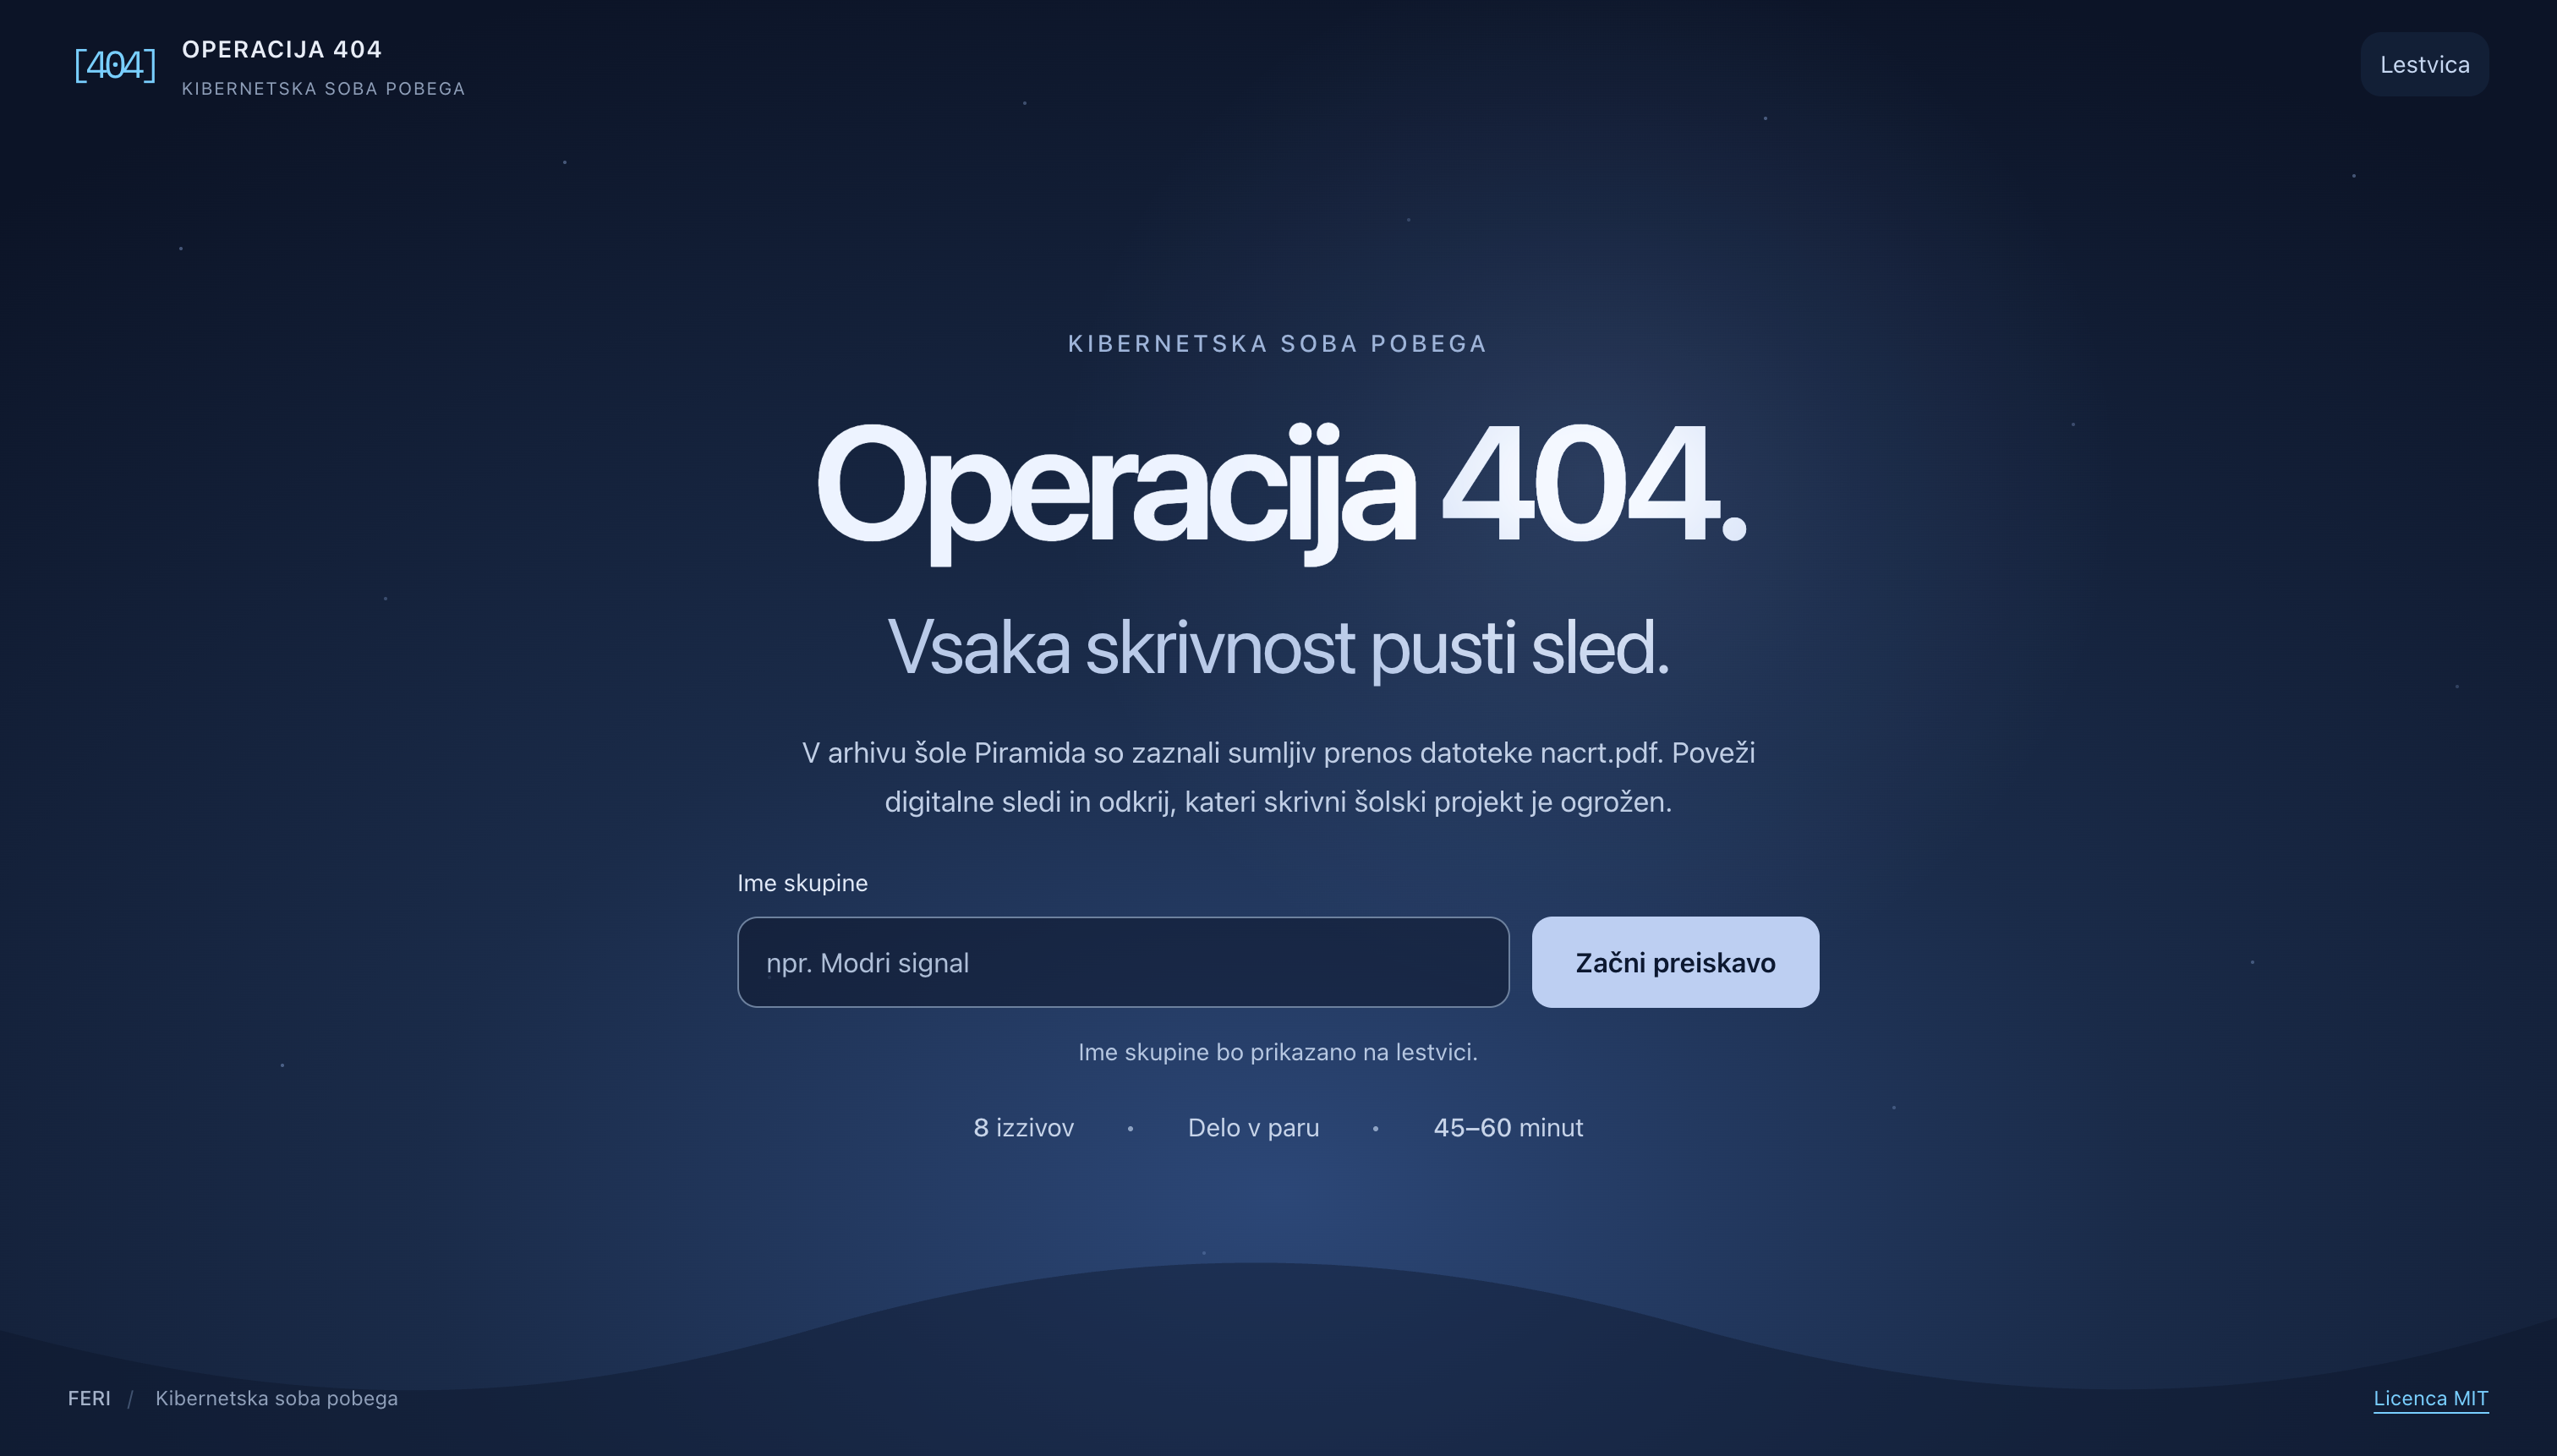 [404]
OPERACIJA 404
KIBERNETSKA SOBA POBEGA
Lestvica
KIBERNETSKA SOBA POBEGA
Operacija 404.
Vsaka skrivnost pusti sled.
V arhivu šole Piramida so zaznali sumljiv prenos datoteke nacrt.pdf. Poveži
digitalne sledi in odkrij, kateri skrivni šolski projekt je ogrožen.
Ime skupine
npr. Modri signal
Začni preiskavo
Ime skupine bo prikazano na lestvici.
8 izzivov • Delo v paru • 45–60 minut
FERI / Kibernetska soba pobega
Licenca MIT